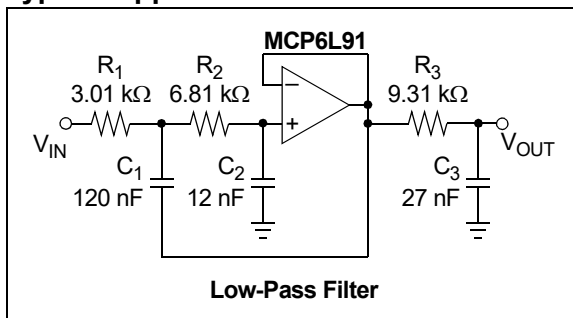 MCP6L91
R1
3.01 kΩ
R2
6.81 kΩ
R3
9.31 kΩ
−
+
VIN
VOUT
C1
120 nF
C2
12 nF
C3
27 nF
Low-Pass Filter